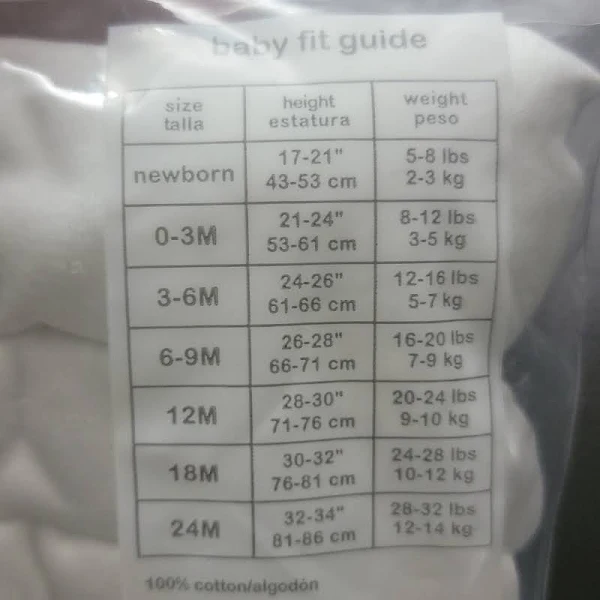 baby fit guide
size height weight
talla estatura peso
newborn 17-21" 5-8 lbs
43-53 cm 2-3 kg
0-3M 21-24" 8-12 lbs
53-61 cm 3-5 kg
3-6M 24-26" 12-16 lbs
61-66 cm 5-7 kg
6-9M 26-28" 16-20 lbs
66-71 cm 7-9 kg
12M 28-30" 20-24 lbs
71-76 cm 9-10 kg
18M 30-32" 24-28 lbs
76-81 cm 10-12 kg
24M 32-34" 28-32 lbs
81-86 cm 12-14 kg
100% cotton/algodón